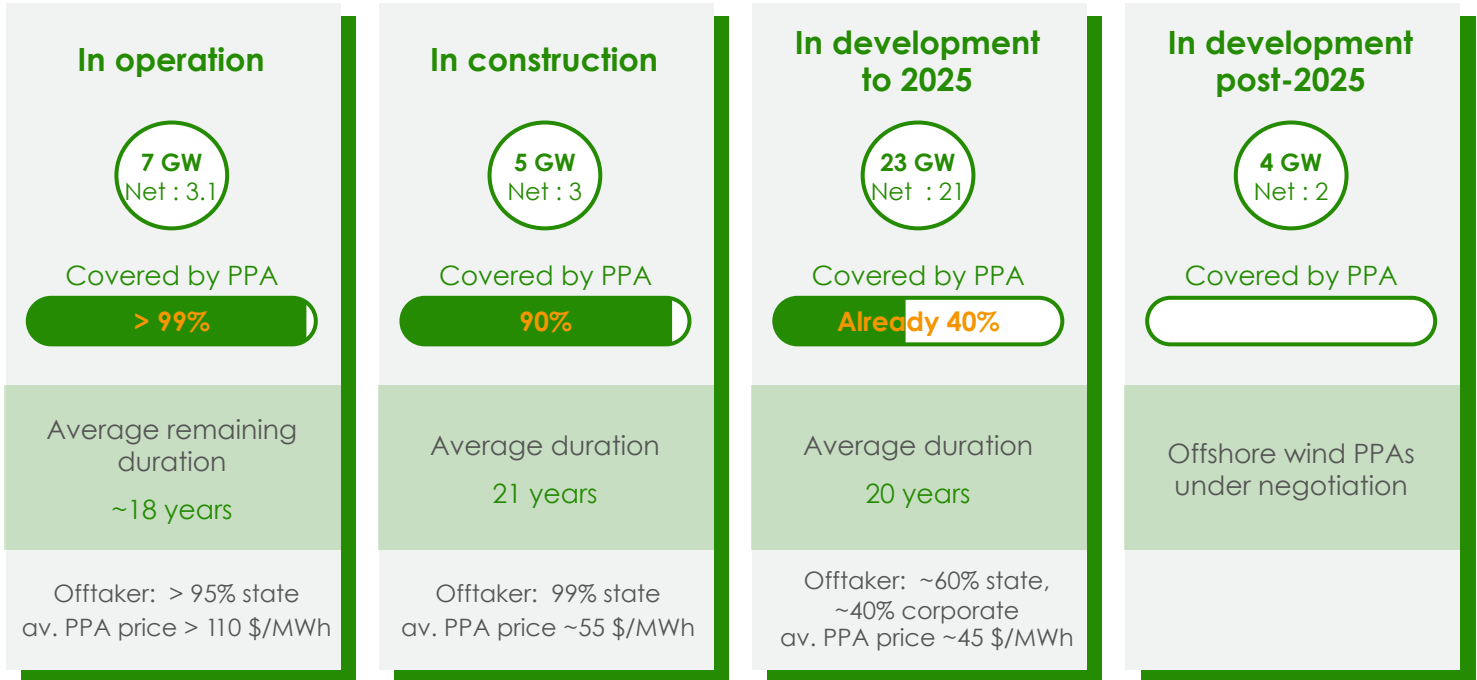 In operation
7 GW
Net : 3.1
Covered by PPA
> 99%
Average remaining
duration
~18 years
Offtaker: > 95% state
av. PPA price > 110 $/MWh
In construction
5 GW
Net : 3
Covered by PPA
90%
Average duration
21 years
Offtaker: 99% state
av. PPA price ~55 $/MWh
In development
to 2025
23 GW
Net : 21
Covered by PPA
Already 40%
Average duration
20 years
Offtaker: ~60% state,
~40% corporate
av. PPA price ~45 $/MWh
In development
post-2025
4 GW
Net : 2
Covered by PPA
Offshore wind PPAs
under negotiation